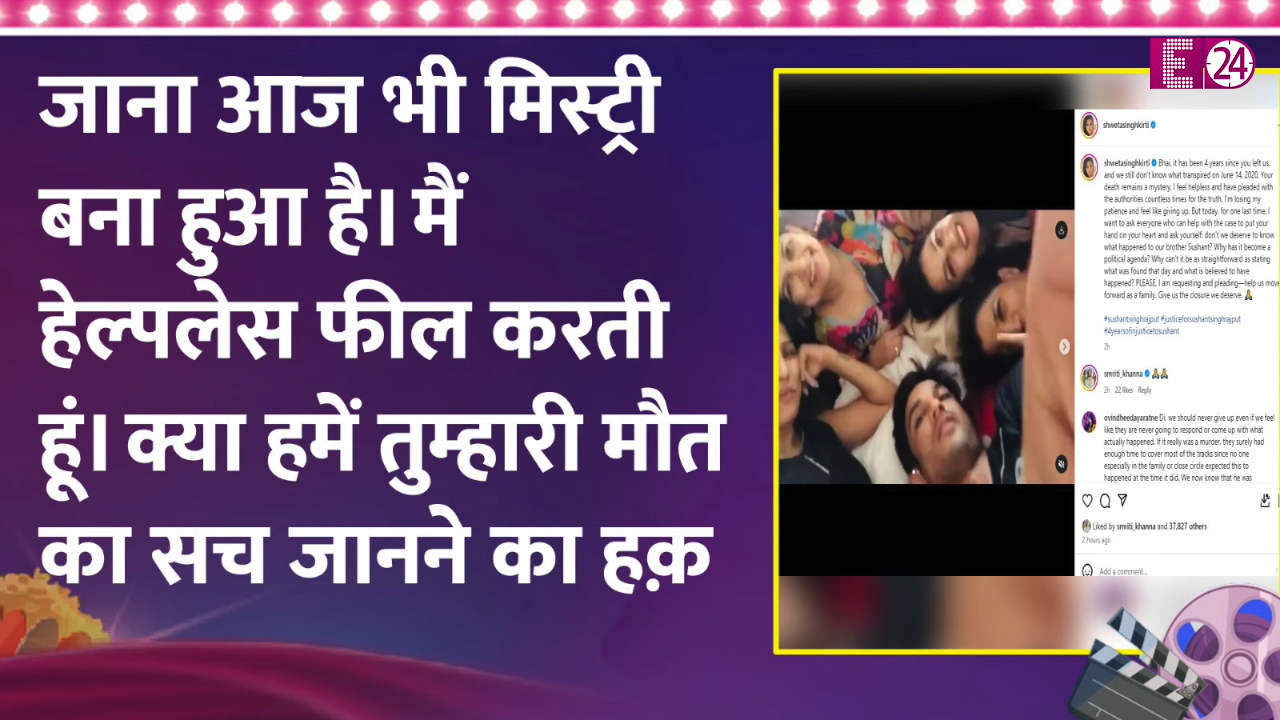 जाना आज भी मिस्ट्री
बना हुआ है। मैं
हेल्पलेस फील करती
हूं। क्या हमें तुम्हारी मौत
का सच जानने का हक़
E 24
shwetasinghkirti
shwetasinghkirti Bhai, it has been 4 years since you left us,
and we still don't know what transpired on June 14, 2020. Your
death remains a mystery. I feel helpless and have pleaded with
the authorities countless times for the truth. I'm losing my
patience and feel like giving up. But today, for one last time, I
want to ask everyone who can help with the case to put your
hand on your heart and ask yourself: don't we deserve to know
what happened to our brother Sushant? Why has it become a
political agenda? Why can't it be as straightforward as stating
what was found that day and what is believed to have
happened? PLEASE, I am requesting and pleading—help us move
forward as a family. Give us the closure we deserve. 🙏
#sushantsinghrajput #justiceforsushantsinghrajput
#4yearsofinjusticetosushant
2h
smriti_khanna 🙏🙏
2h 22 likes Reply
ovindheedayaratne Di, we should never give up even if we feel
like they are never going to respond or come up with what
actually happened. If it really was a murder, they surely had
enough time to cover most of the tracks since no one
especially in the family or close circle expected this to
happened at the time it did. We now know that he was
Liked by smriti_khanna and 37,827 others
2 hours ago
Add a comment...